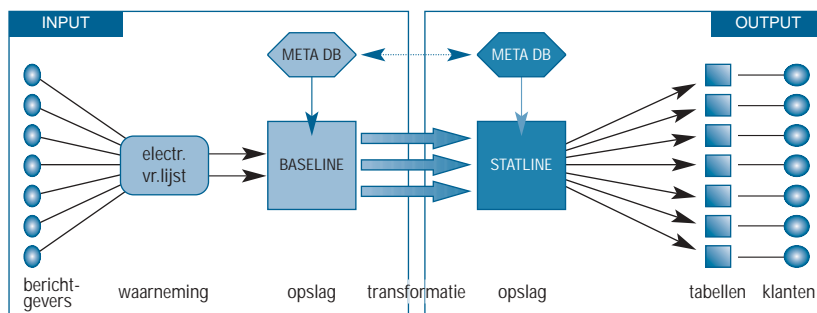 INPUT
OUTPUT
META DB
META DB
electr.
vr.lijst
BASELINE
STATLINE
bericht-
gevers
waarneming
opslag
transformatie
opslag
tabellen
klanten